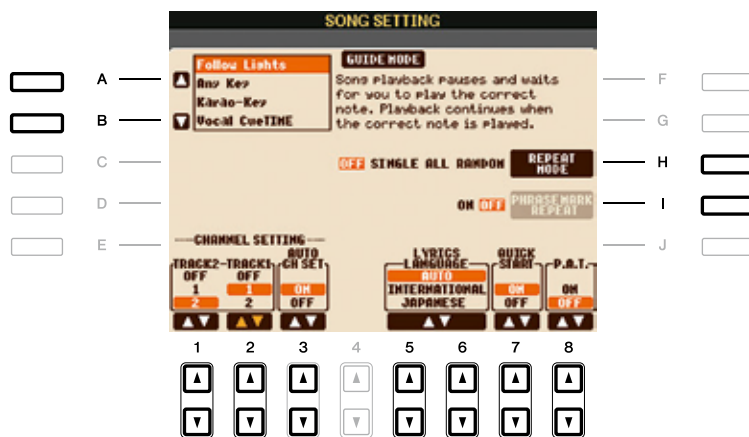 SONG SETTING
Follow Lights
Any Key
Karao-Key
Vocal CueTIME
GUIDE MODE
Song playback pauses and waits
for you to play the correct
note. Playback continues when
the correct note is played.
A
B
C
D
E
F
G
H
I
J
OFF SINGLE ALL RANDOM
REPEAT
MODE
ON OFF
PHRASE MARK
REPEAT
CHANNEL SETTING
TRACK2
OFF
1
2
TRACK1
OFF
1
2
AUTO
CH SET
ON
OFF
LYRICS
LANGUAGE
AUTO
INTERNATIONAL
JAPANESE
QUICK
START
ON
OFF
P.A.T.
ON
OFF
1 2 3 4 5 6 7 8